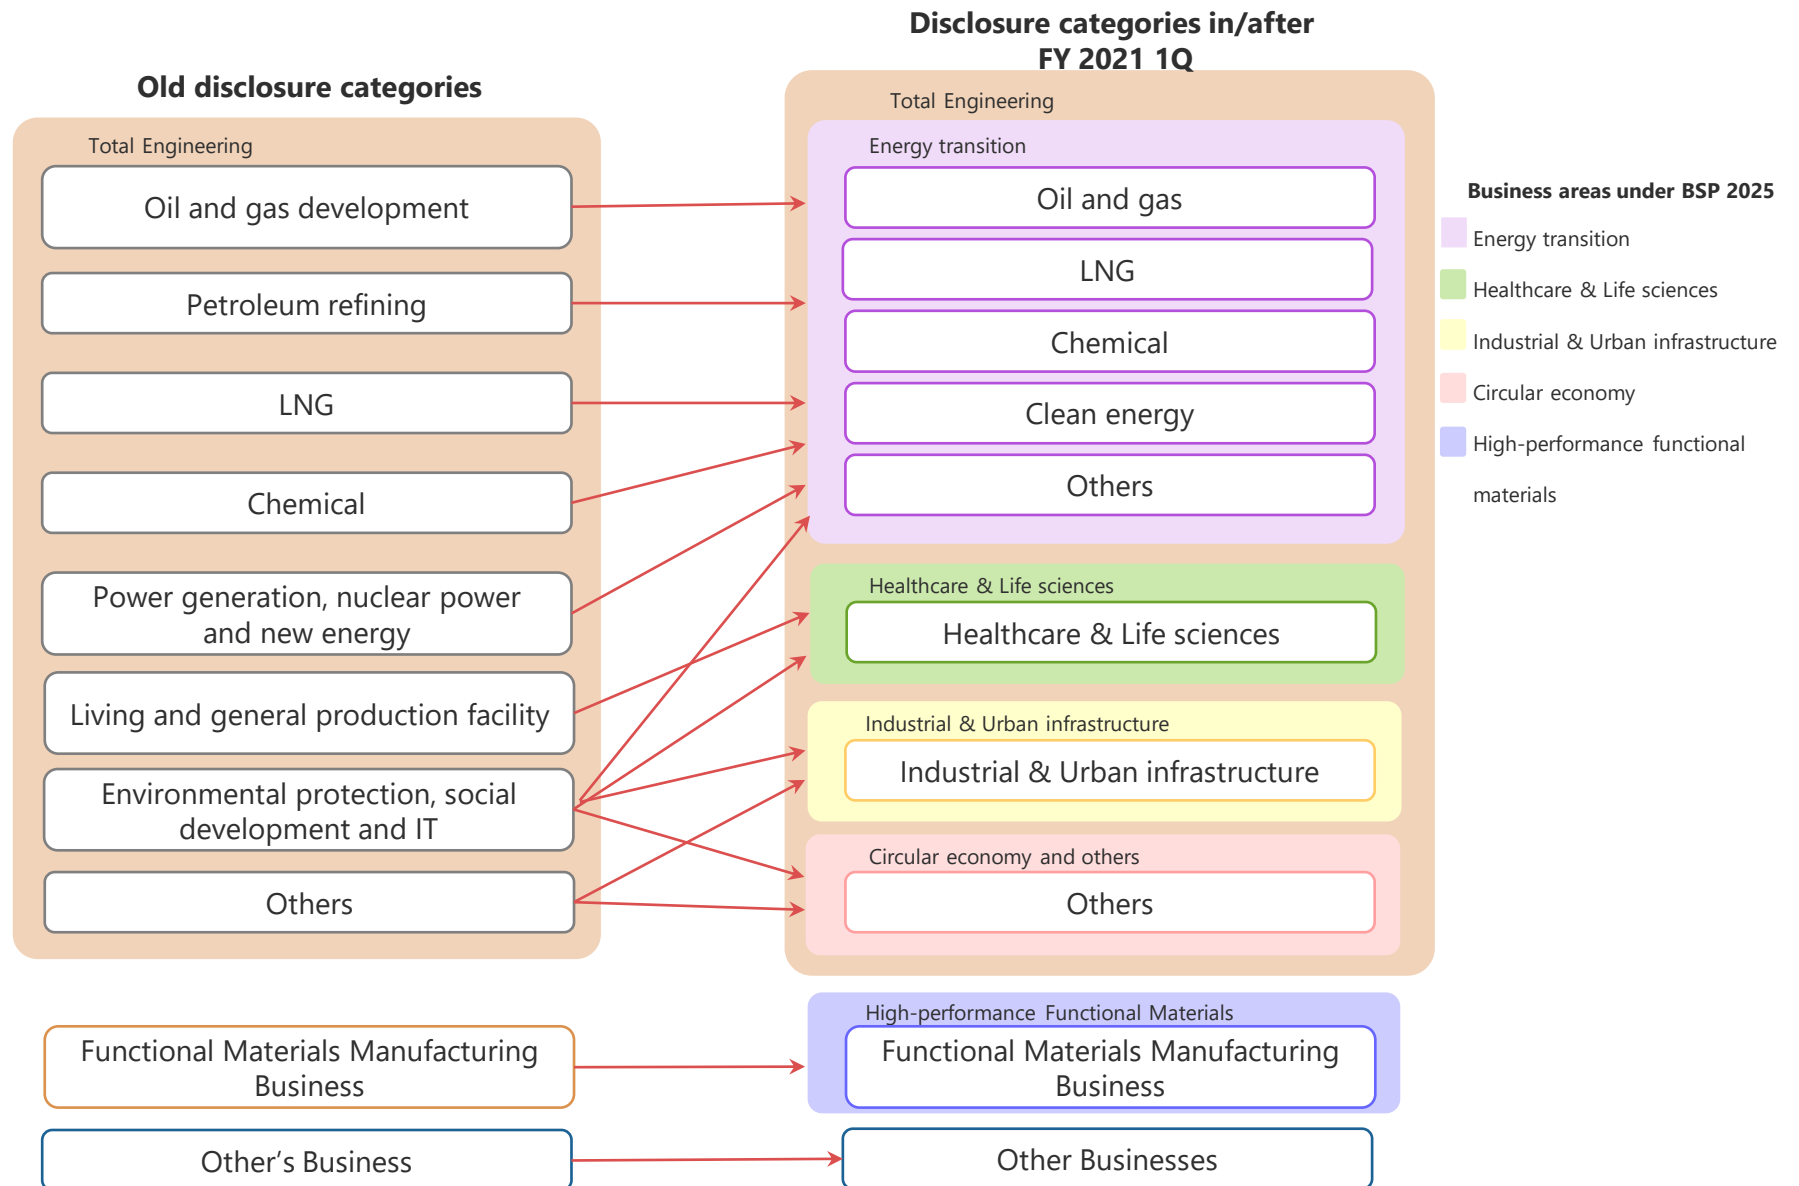 Old disclosure categories
Total Engineering
Oil and gas development
Petroleum refining
LNG
Chemical
Power generation, nuclear power
and new energy
Living and general production facility
Environmental protection, social
development and IT
Others
Functional Materials Manufacturing
Business
Other’s Business
Disclosure categories in/after
FY 2021 1Q
Total Engineering
Energy transition
Oil and gas
LNG
Chemical
Clean energy
Others
Healthcare & Life sciences
Healthcare & Life sciences
Industrial & Urban infrastructure
Industrial & Urban infrastructure
Circular economy and others
Others
High-performance Functional Materials
Functional Materials Manufacturing
Business
Other Businesses
Business areas under BSP 2025
Energy transition
Healthcare & Life sciences
Industrial & Urban infrastructure
Circular economy
High-performance functional
materials